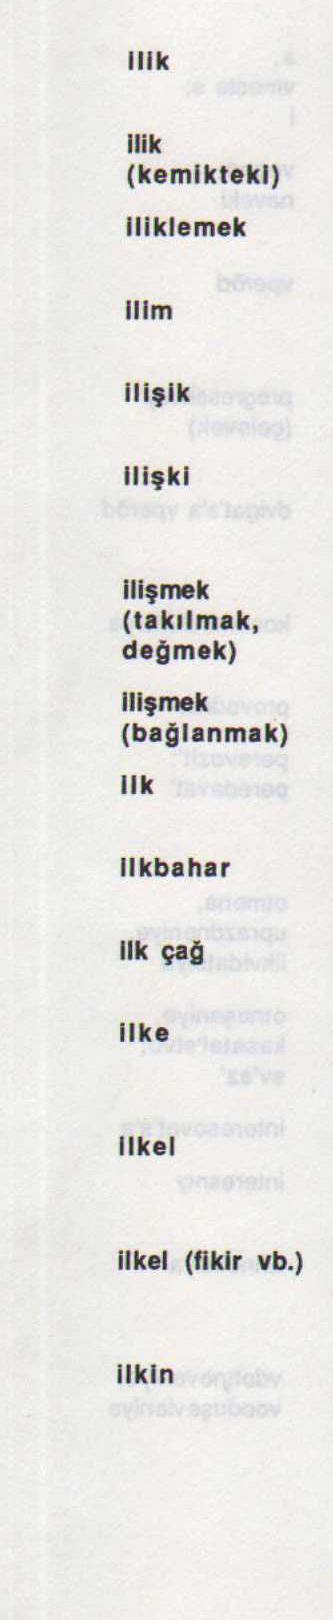 ilik
ilik
(kemikteki)
iliklemek
ilim
ilişik
ilişki
ilişmek
(takılmak,
değmek)
ilişmek
(bağlanmak)
ilk
ilkbahar
ilk çağ
ilke
ilkel
ilkel (fikir vb.)
ilkin